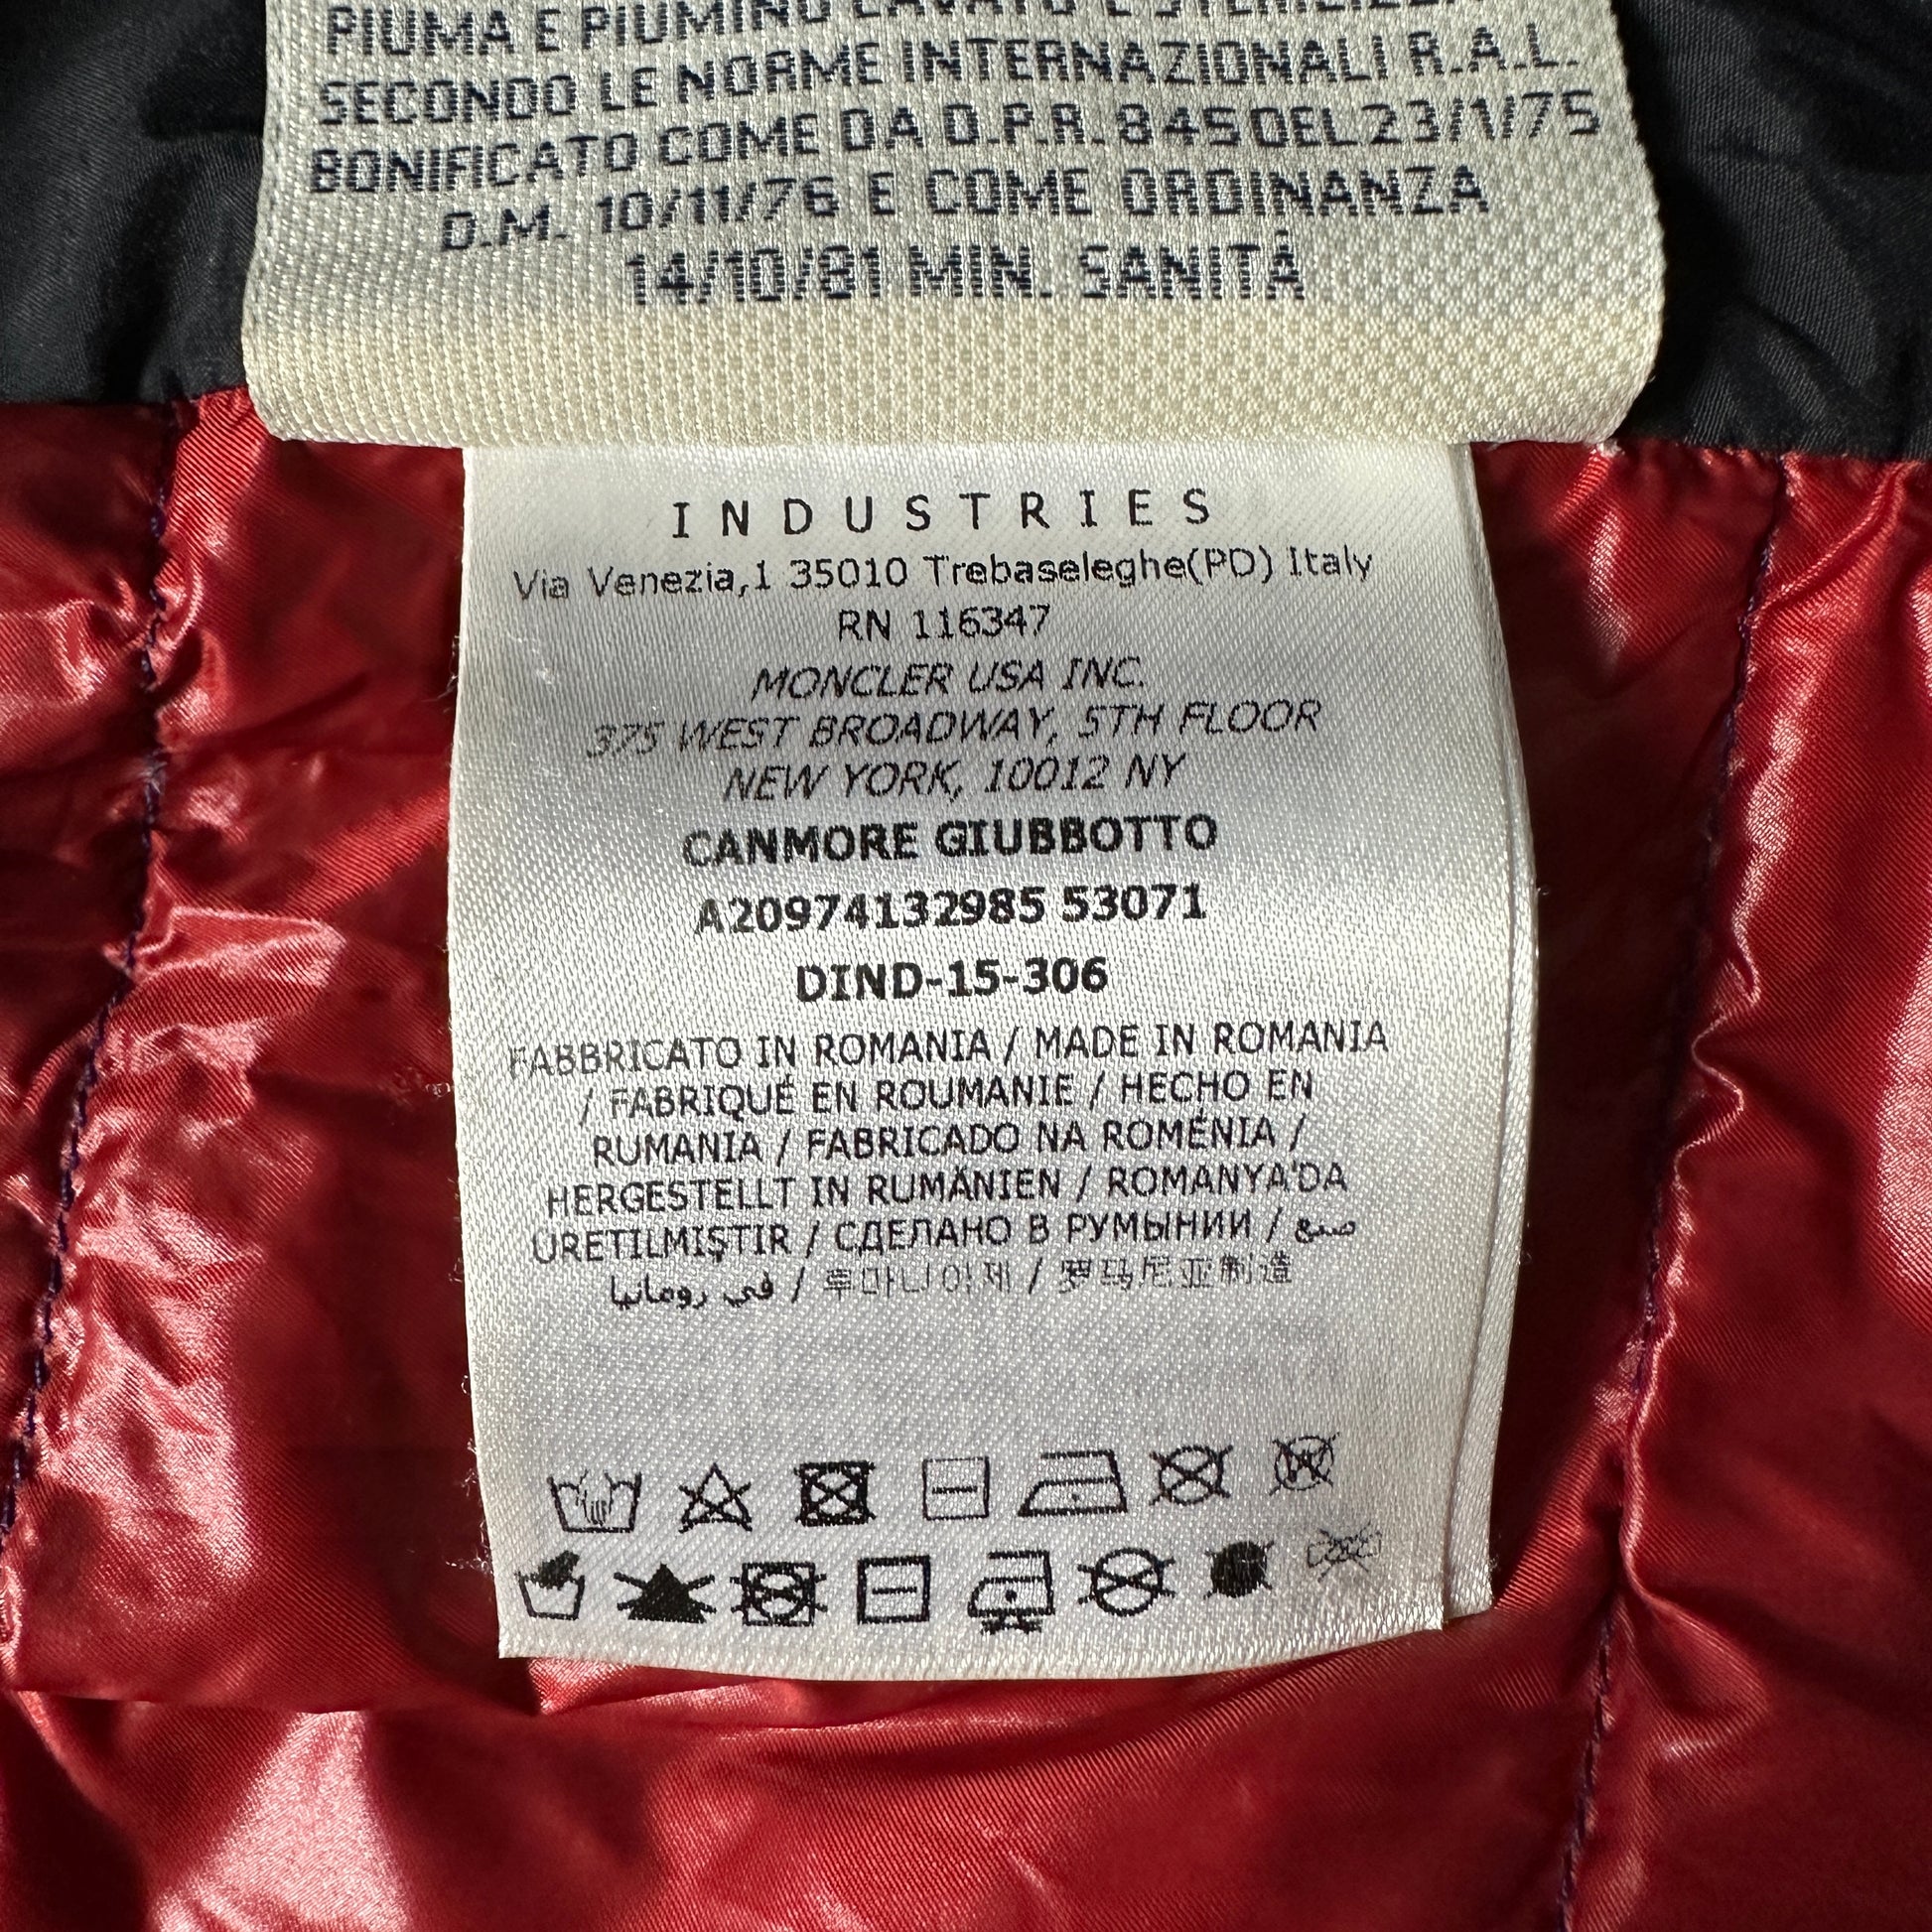 PIUMA E PIUMINO LAVATO E
SECONDO LE NORME INTERNAZIONALI R.A.L.
BONIFICATO COME DA D.P.R. 845 DEL 23/1/75
D.M. 10/11/76 E COME ORDINANZA
14/10/81 MIN. SANITÀ
INDUSTRIES
Via Venezia,1 35010 Trebaseleghe(PD) Italy
RN 116347
MONCLER USA INC.
375 WEST BROADWAY, 5TH FLOOR
NEW YORK, 10012 NY
CANMORE GIUBBOTTO
A20974132985 53071
DIND-15-306
FABBRICATO IN ROMANIA / MADE IN ROMANIA
/ FABRIQUÉ EN ROUMANIE / HECHO EN
RUMANIA / FABRICADO NA ROMÉNIA /
HERGESTELLT IN RUMÄNIEN / ROMANYA'DA
ÜRETILMIŞTIR / СДЕЛАНО В РУМЫНИИ / صنع
في رومانيا / 루마니아제 / 罗马尼亚制造